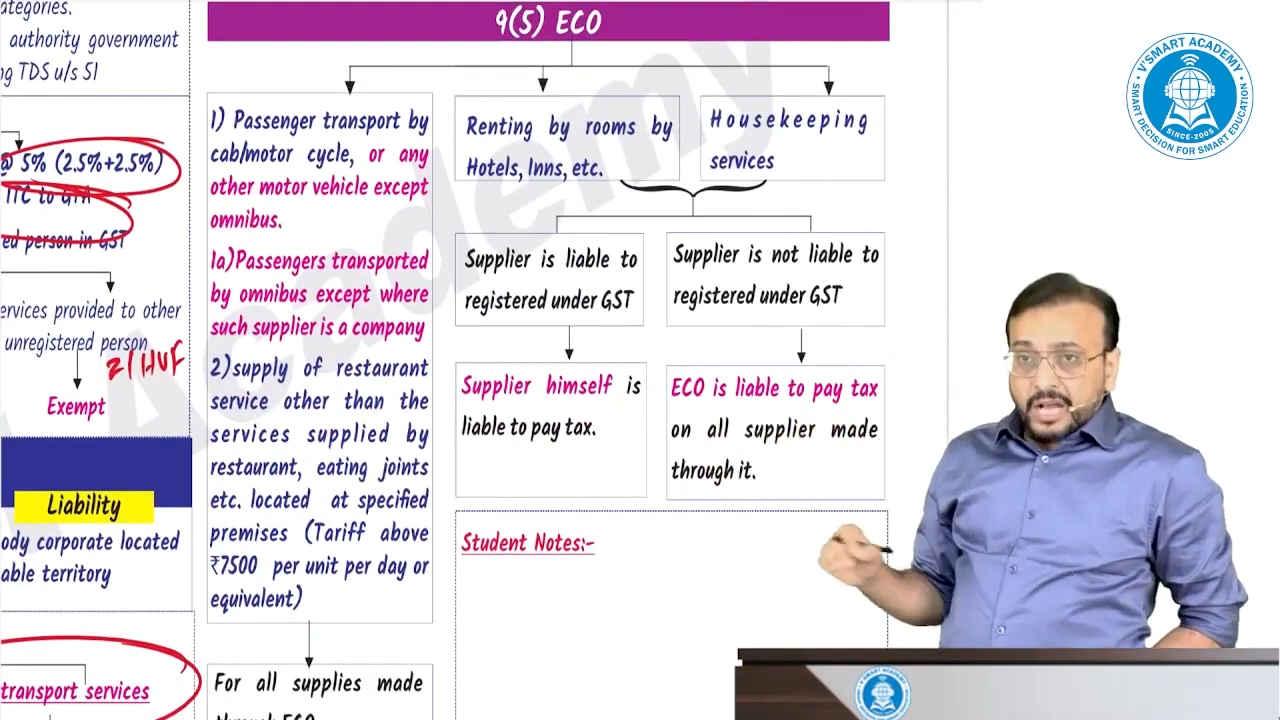 ategories.
authority government
ng TDS u/s 51
@ 5% (2.5%+2.5%)
ITC to GTA
ed person in GST
ervices provided to other
unregistered person
Exempt
Liability
ody corporate located
able territory
transport services
9(5) ECO
1) Passenger transport by
cab/motor cycle, or any
other motor vehicle except
omnibus.
1a)Passengers transported
by omnibus except where
such supplier is a company
2)supply of restaurant
service other than the
services supplied by
restaurant, eating joints
etc. located at specified
premises (Tariff above
₹7500 per unit per day or
equivalent)
For all supplies made
through ECO
Renting by rooms by
Hotels, Inns, etc.
Housekeeping
services
Supplier is liable to
registered under GST
Supplier is not liable to
registered under GST
Supplier himself is
liable to pay tax.
ECO is liable to pay tax
on all supplier made
through it.
Student Notes:-
Academy
V'SMART ACADEMY
SINCE-2005
SMART DECISION FOR SMART EDUCATION